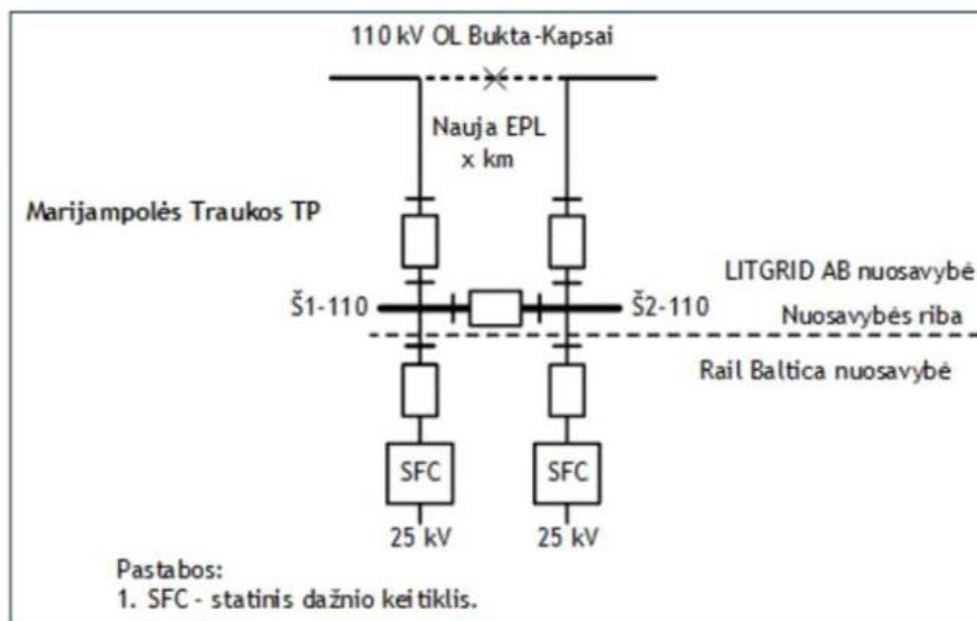 110 kV OL Bukta-Kapsai
Nauja EPL
x km
Marijampolės Traukos TP
LITGRID AB nuosavybė
Š1-110
Š2-110
Nuosavybės riba
Rail Baltica nuosavybė
SFC
SFC
25 kV
25 kV
Pastabos:
1. SFC - statinis dažnio keitiklis.